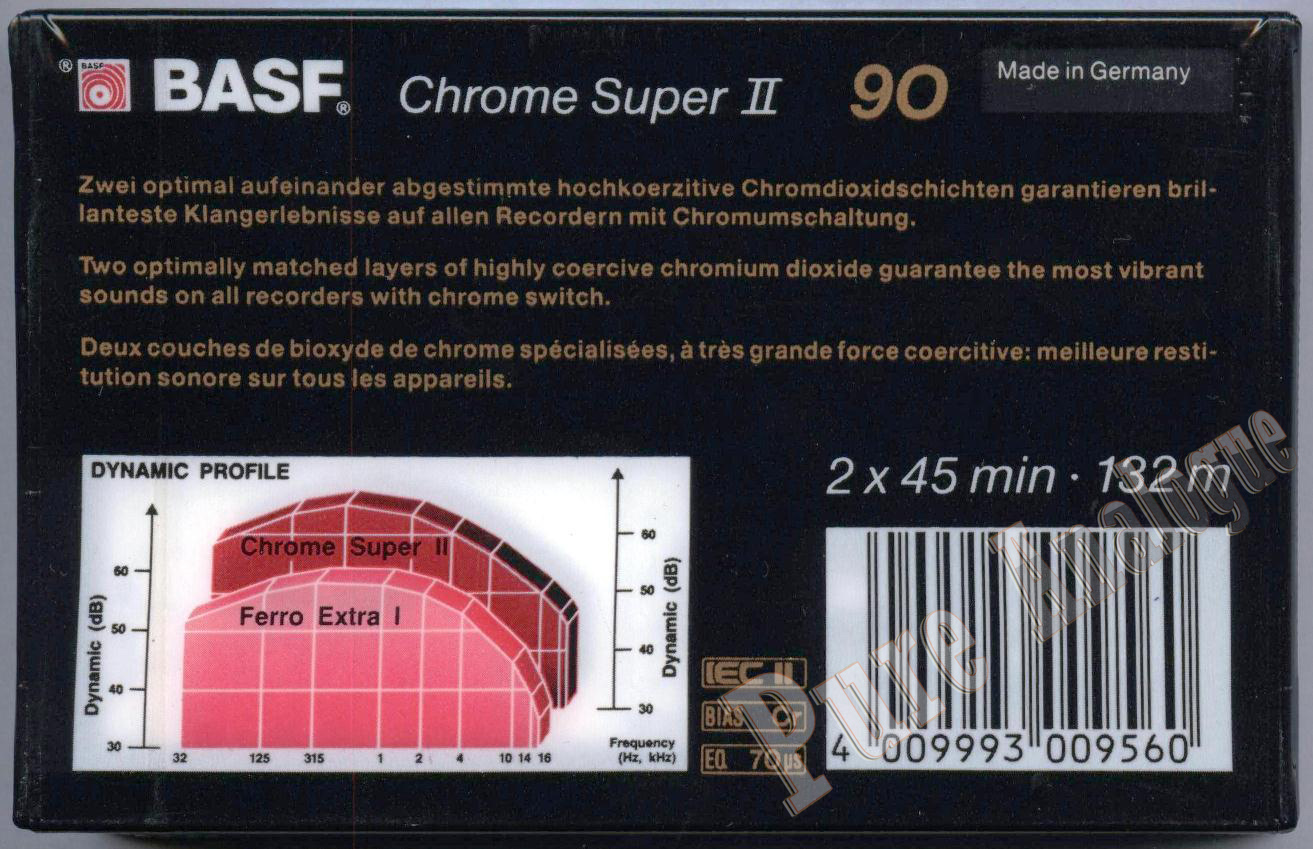 ® BASF BASF® Chrome Super II 90 Made in Germany
Zwei optimal aufeinander abgestimmte hochkoerzitive Chromdioxidschichten garantieren bril-
lanteste Klangerlebnisse auf allen Recordern mit Chromumschaltung.
Two optimally matched layers of highly coercive chromium dioxide guarantee the most vibrant
sounds on all recorders with chrome switch.
Deux couches de bioxyde de chrome spécialisées, à très grande force coercitive: meilleure resti-
tution sonore sur tous les appareils.
DYNAMIC PROFILE
Chrome Super II
Ferro Extra I
Dynamic (dB)
60
50
40
30
60
50
40
30
Dynamic (dB)
32 125 315 1 2 4 10 14 16
Frequency
(Hz, kHz)
2 x 45 min · 132 m
IEC II
BIAS Cr
EQ 70 µs
4 009993 009560
Pure Analogue